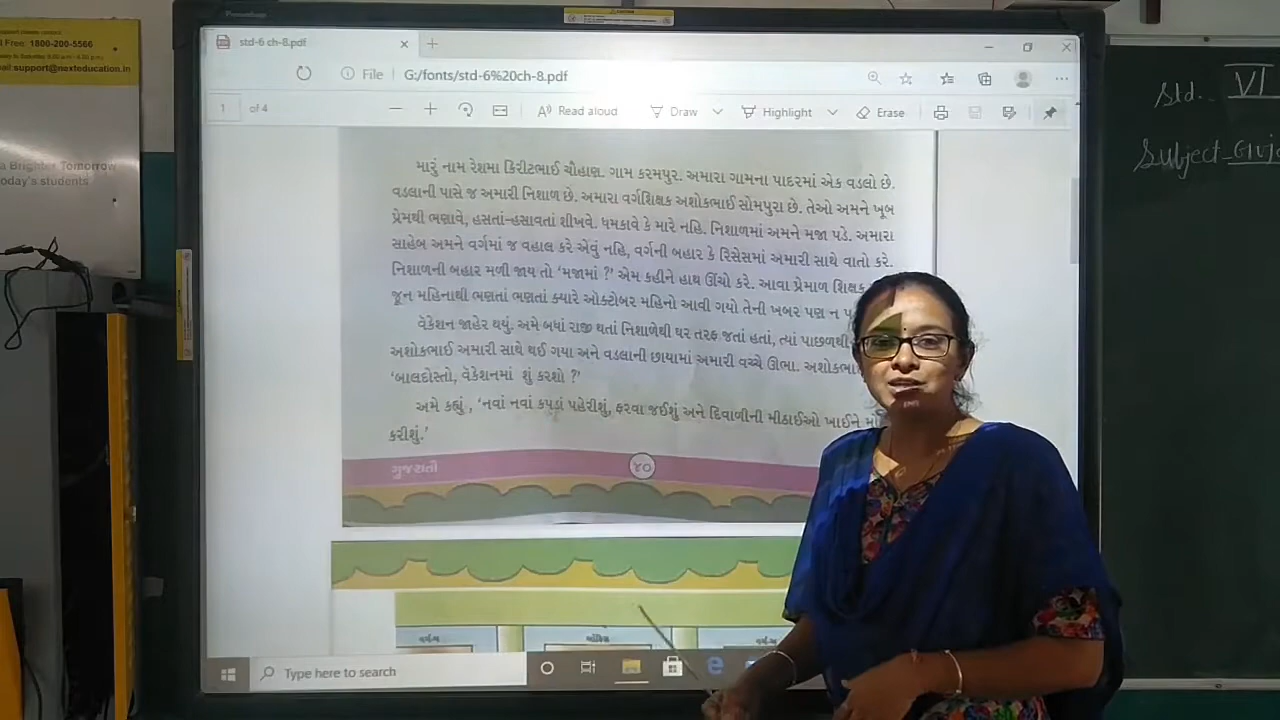 Free: 1800-200-5566
support@nexteducation.in
a Brighter Tomorrow
oday's students
std-6 ch-8.pdf
File G:/fonts/std-6%20ch-8.pdf
1 of 4
Read aloud Draw Highlight Erase
Std. VI
Subject
મારું નામ રેશમા કિરીટભાઈ ચૌહાણ. ગામ કરમપુર. અમારા ગામના પાદરમાં એક વડલો છે.
વડલાની પાસે જ અમારી નિશાળ છે. અમારા વર્ગશિક્ષક અશોકભાઈ સોમપુરા છે. તેઓ અમને ખૂબ
પ્રેમથી ભણાવે, હસતાં-હસાવતાં શીખવે. ધમકાવે કે મારે નહિ. નિશાળમાં અમને મજા પડે. અમારા
સાહેબ અમને વર્ગમાં જ વહાલ કરે એવું નહિ, વર્ગની બહાર કે રિસેસમાં અમારી સાથે વાતો કરે.
નિશાળની બહાર મળી જાય તો ‘મજામાં ?’ એમ કહીને હાથ ઊંચો કરે. આવા પ્રેમાળ શિક્ષક
જૂન મહિનાથી ભણતાં ભણતાં ક્યારે ઓક્ટોબર મહિનો આવી ગયો તેની ખબર પણ ન
વૅકેશન જાહેર થયું. અમે બધાં રાજી થતાં નિશાળેથી ઘર તરફ જતાં હતાં, ત્યાં પાછળથી
અશોકભાઈ અમારી સાથે થઈ ગયા અને વડલાની છાયામાં અમારી વચ્ચે ઊભા.
‘બાલદોસ્તો, વૅકેશનમાં શું કરશો ?’
અમે કહ્યું , ‘નવાં નવાં કપડાં પહેરીશું, ફરવા જઈશું અને દિવાળીની મીઠાઈઓ ખાઈને
કરીશું.’
ગુજરાતી ૪૦
Type here to search